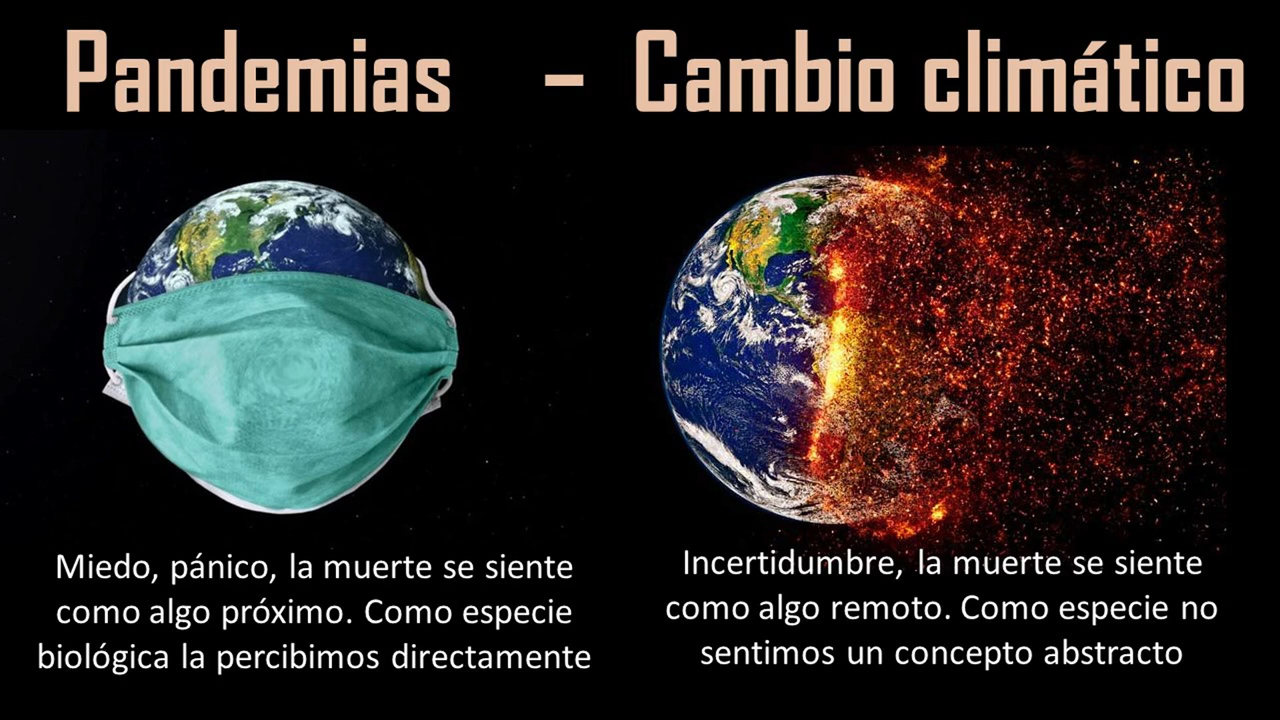 Pandemias – Cambio climático
Miedo, pánico, la muerte se siente
como algo próximo. Como especie
biológica la percibimos directamente
Incertidumbre, la muerte se siente
como algo remoto. Como especie no
sentimos un concepto abstracto